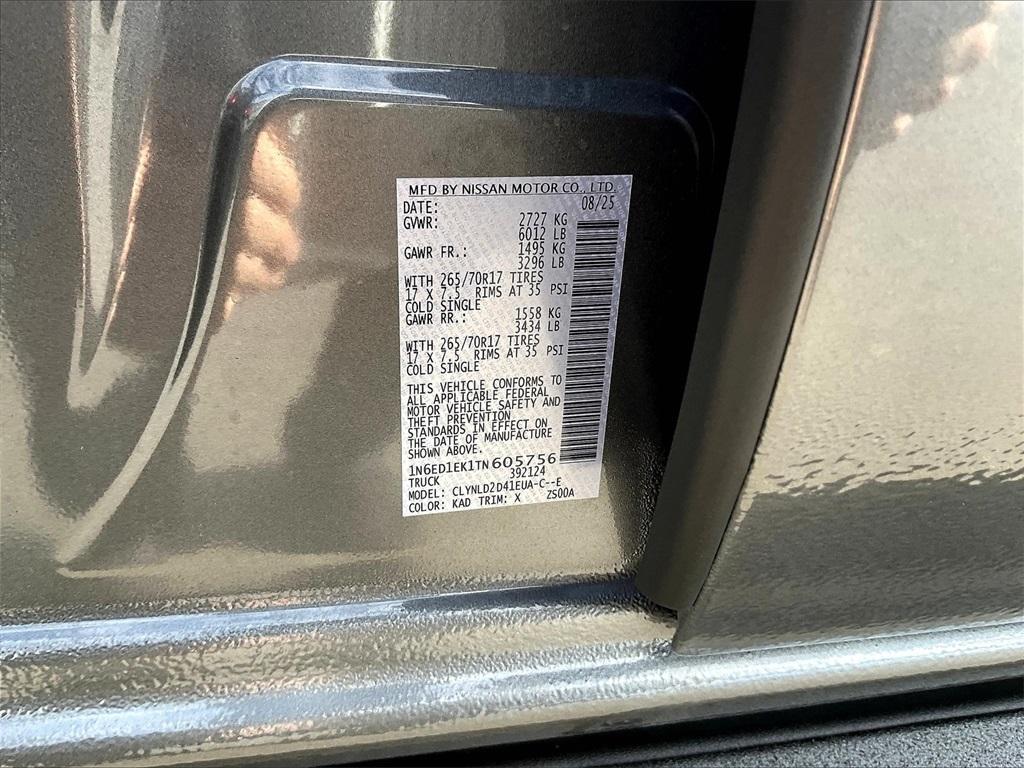 MFD BY NISSAN MOTOR CO., LTD.
DATE: 08/25
GVWR: 2727 KG
6012 LB
GAWR FR.: 1495 KG
3296 LB
WITH 265/70R17 TIRES
17 X 7.5 RIMS AT 35 PSI
COLD SINGLE
GAWR RR.: 1558 KG
3434 LB
WITH 265/70R17 TIRES
17 X 7.5 RIMS AT 35 PSI
COLD SINGLE
THIS VEHICLE CONFORMS TO
ALL APPLICABLE FEDERAL
MOTOR VEHICLE SAFETY AND
THEFT PREVENTION
STANDARDS IN EFFECT ON
THE DATE OF MANUFACTURE
SHOWN ABOVE.
1N6ED1EK1TN605756
TRUCK 392124
MODEL: CLYNLD2D41EUA-C--E
COLOR: KAD TRIM: X ZS00A